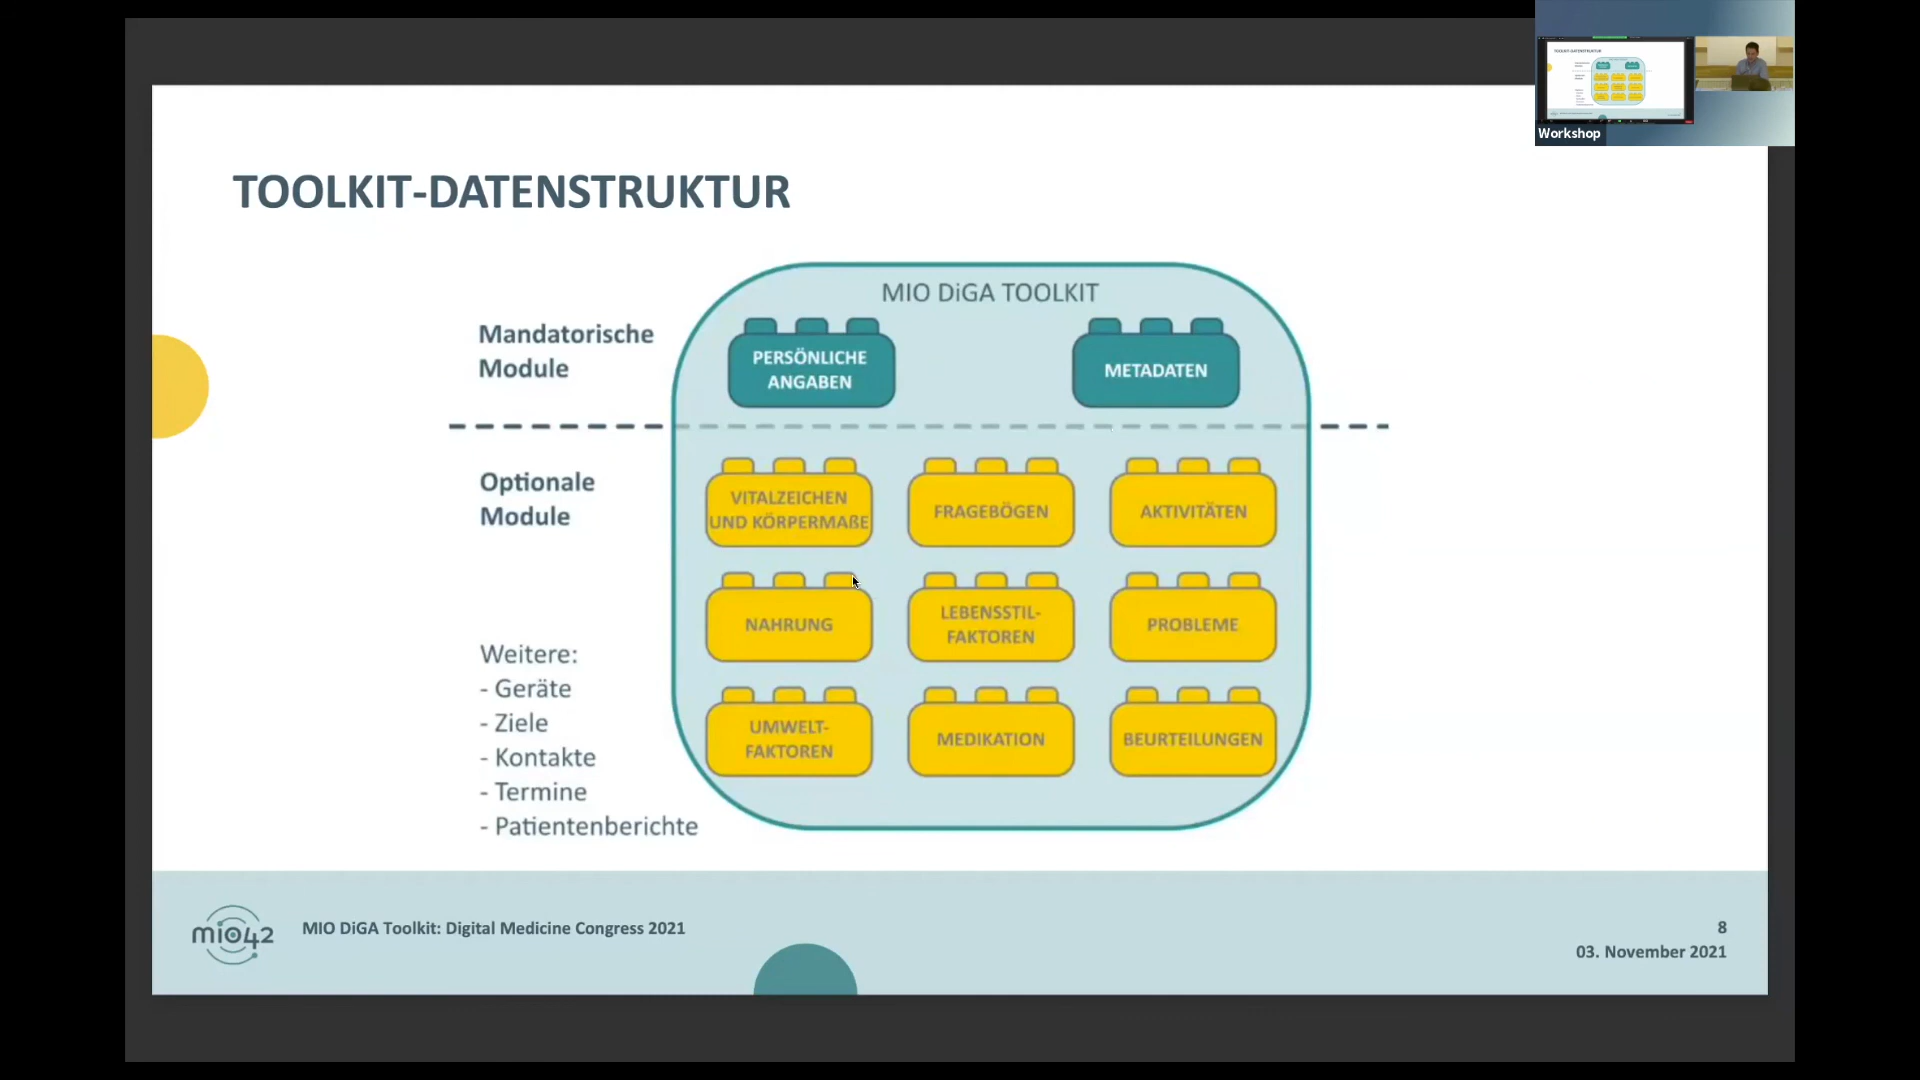 Workshop
TOOLKIT-DATENSTRUKTUR
MIO DiGA TOOLKIT
Mandatorische
Module
PERSÖNLICHE
ANGABEN
METADATEN
Optionale
Module
VITALZEICHEN
UND KÖRPERMAßE
FRAGEBÖGEN
AKTIVITÄTEN
NAHRUNG
LEBENSSTIL-
FAKTOREN
PROBLEME
UMWELT-
FAKTOREN
MEDIKATION
BEURTEILUNGEN
Weitere:
- Geräte
- Ziele
- Kontakte
- Termine
- Patientenberichte
mio42
MIO DiGA Toolkit: Digital Medicine Congress 2021
8
03. November 2021